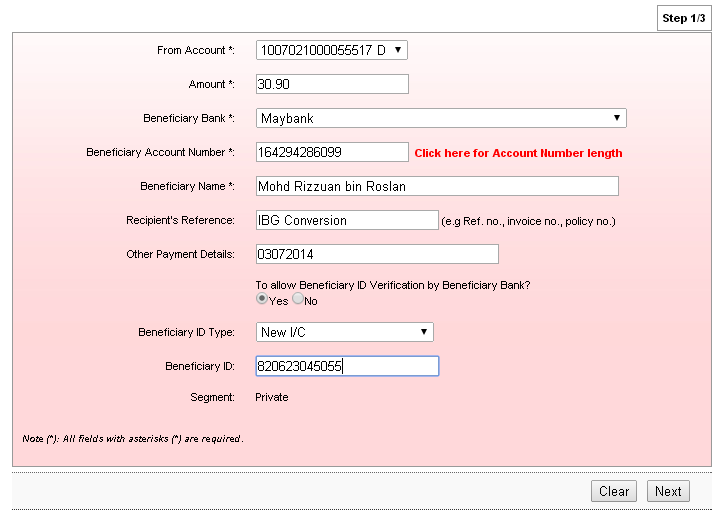 Step 1/3
From Account *: 1007021000055517 D
Amount *: 30.90
Beneficiary Bank *: Maybank
Beneficiary Account Number *: 164294286099 Click here for Account Number length
Beneficiary Name *: Mohd Rizzuan bin Roslan
Recipient's Reference: IBG Conversion (e.g Ref. no., invoice no., policy no.)
Other Payment Details: 03072014
To allow Beneficiary ID Verification by Beneficiary Bank?
Yes No
Beneficiary ID Type: New I/C
Beneficiary ID: 820623045055
Segment: Private
Note (*): All fields with asterisks (*) are required.
Clear Next